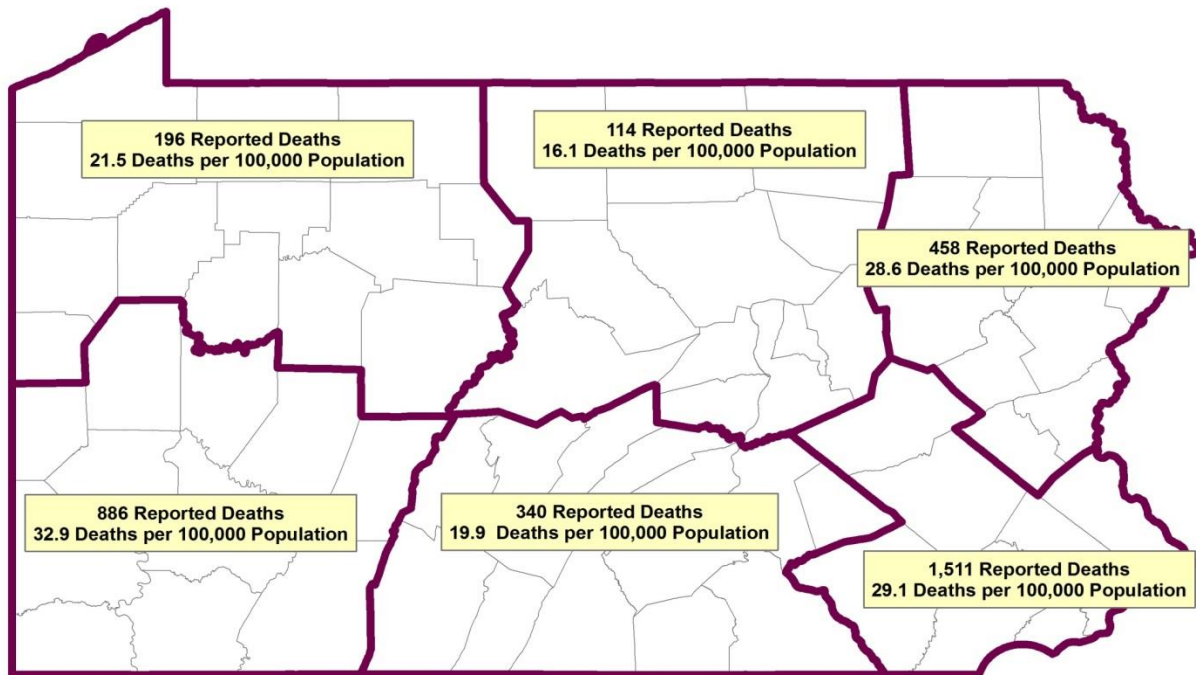 196 Reported Deaths
21.5 Deaths per 100,000 Population
114 Reported Deaths
16.1 Deaths per 100,000 Population
458 Reported Deaths
28.6 Deaths per 100,000 Population
886 Reported Deaths
32.9 Deaths per 100,000 Population
340 Reported Deaths
19.9 Deaths per 100,000 Population
1,511 Reported Deaths
29.1 Deaths per 100,000 Population